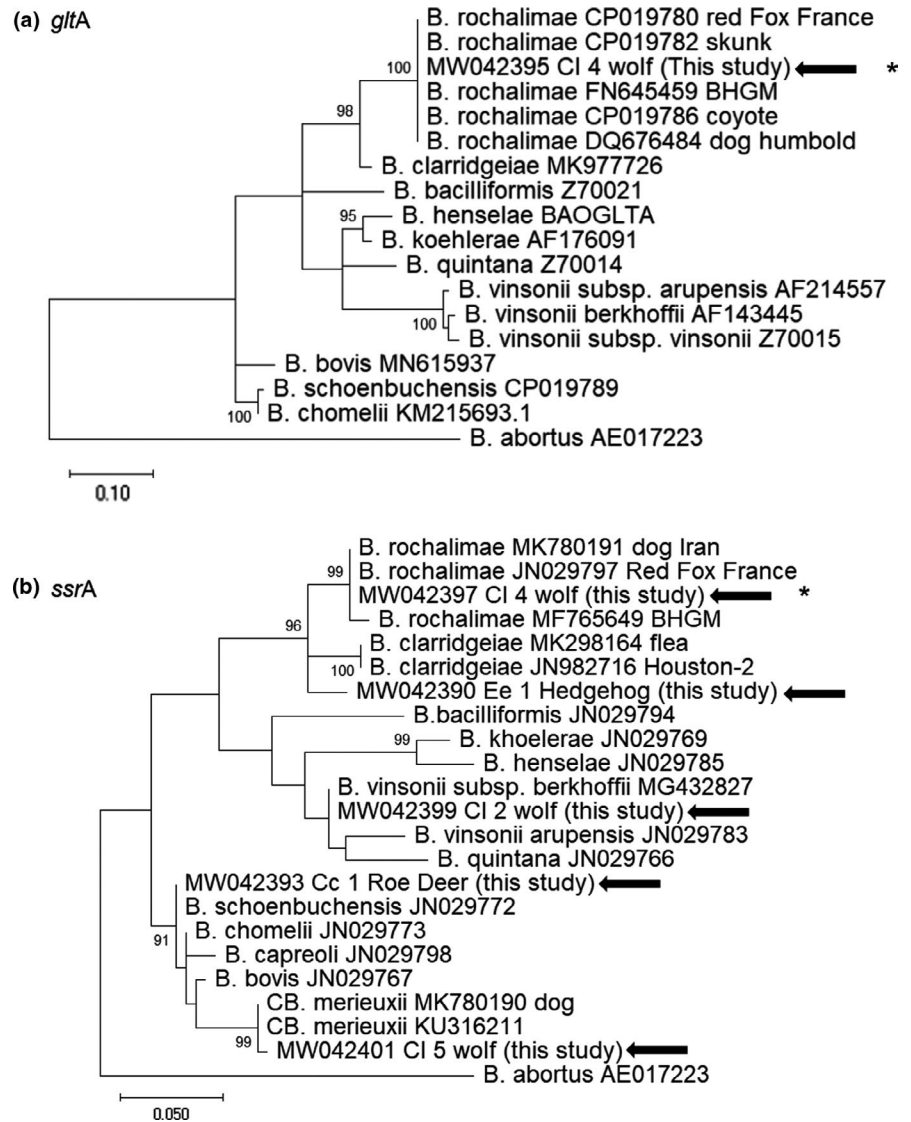 (a) gltA
B. rochalimae CP019780 red Fox France
B. rochalimae CP019782 skunk
MW042395 Cl 4 wolf (This study) *
100
B. rochalimae FN645459 BHGM
B. rochalimae CP019786 coyote
98
B. rochalimae DQ676484 dog humbold
B. clarridgeiae MK977726
B. bacilliformis Z70021
95
B. henselae BAOGLTA
B. koehlerae AF176091
B. quintana Z70014
B. vinsonii subsp. arupensis AF214557
B. vinsonii berkhoffii AF143445
100
B. vinsonii subsp. vinsonii Z70015
B. bovis MN615937
B. schoenbuchensis CP019789
100
B. chomelii KM215693.1
B. abortus AE017223
0.10
(b) ssrA
B. rochalimae MK780191 dog Iran
99
B. rochalimae JN029797 Red Fox France
MW042397 Cl 4 wolf (this study) *
B. rochalimae MF765649 BHGM
96
B. clarridgeiae MK298164 flea
100
B. clarridgeiae JN982716 Houston-2
MW042390 Ee 1 Hedgehog (this study)
B.bacilliformis JN029794
99
B. khoelerae JN029769
B. henselae JN029785
B. vinsonii subsp. berkhoffii MG432827
MW042399 Cl 2 wolf (this study)
B. vinsonii arupensis JN029783
B. quintana JN029766
MW042393 Cc 1 Roe Deer (this study)
B. schoenbuchensis JN029772
91
B. chomelii JN029773
B. capreoli JN029798
B. bovis JN029767
CB. merieuxii MK780190 dog
CB. merieuxii KU316211
99
MW042401 Cl 5 wolf (this study)
B. abortus AE017223
0.050